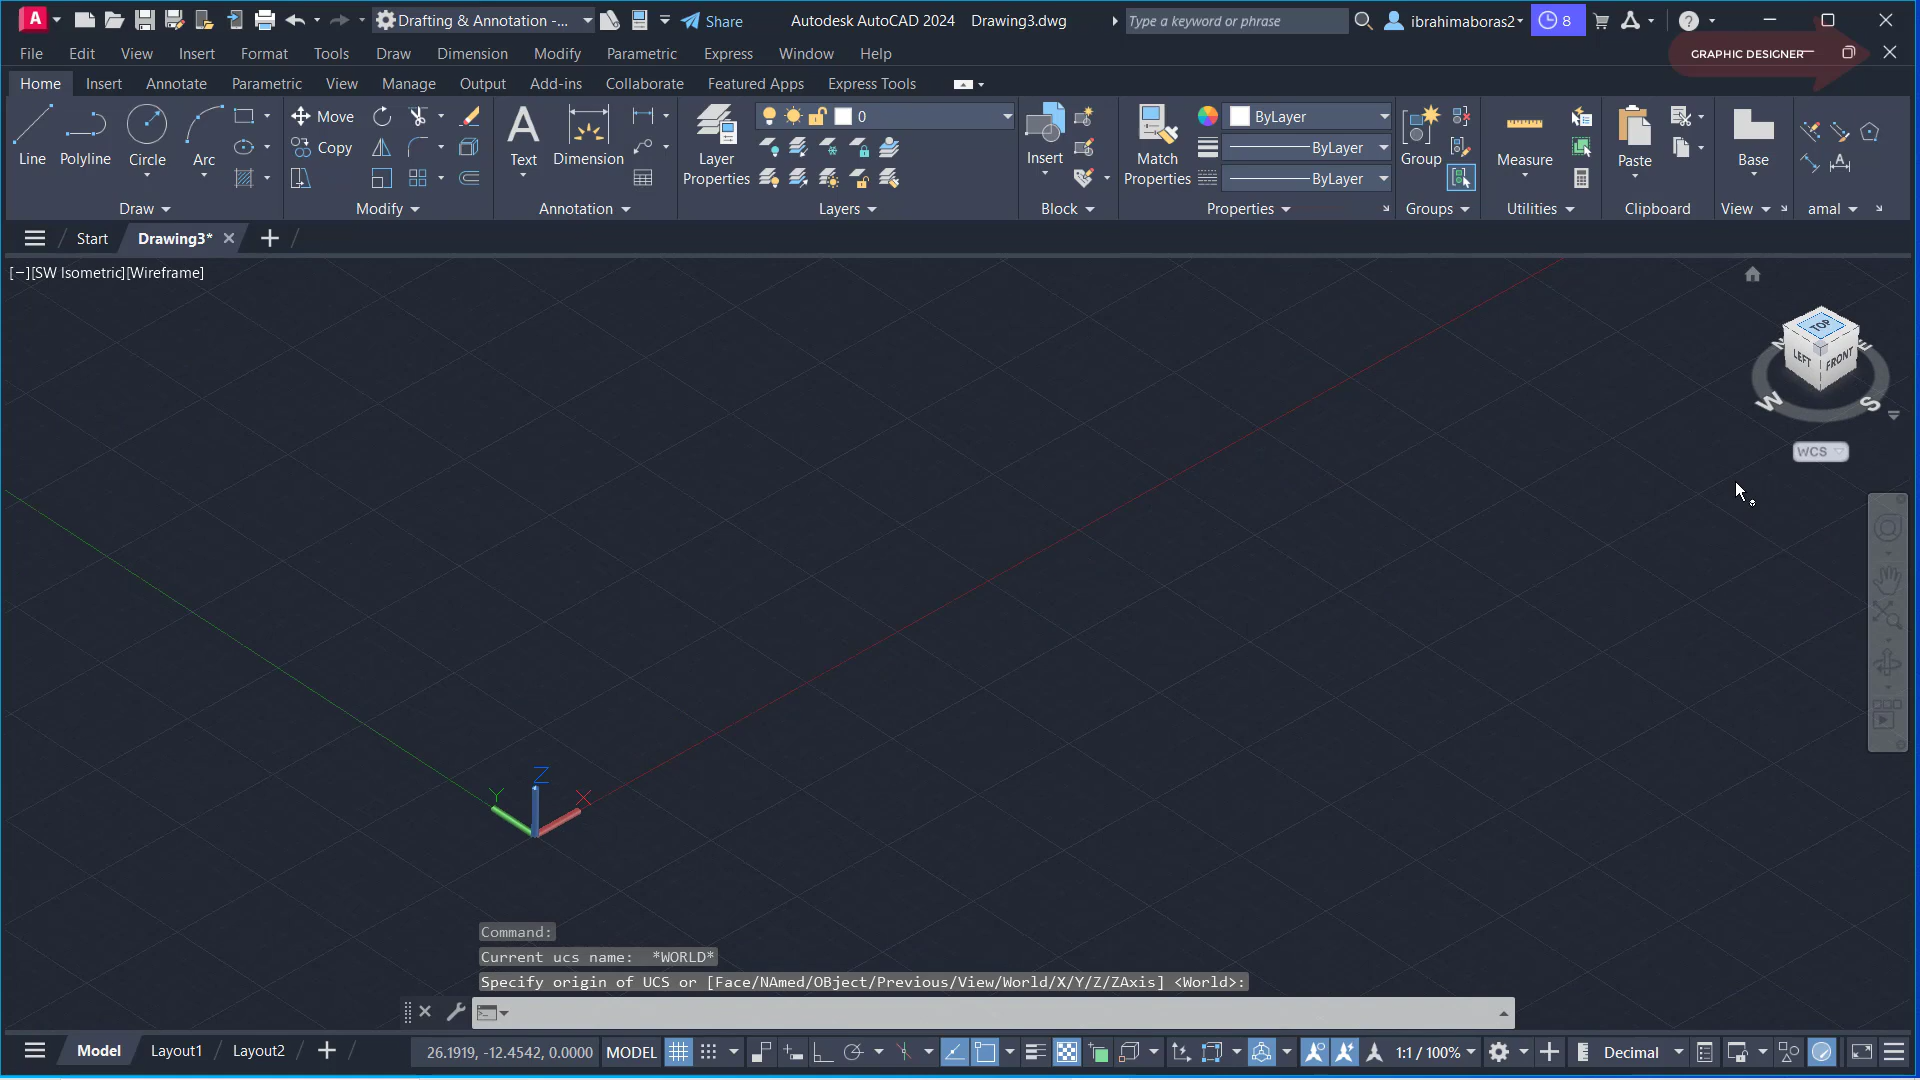 Drafting & Annotation -... Share Autodesk AutoCAD 2024 Drawing3.dwg Type a keyword or phrase ibrahimaboras2 8
File Edit View Insert Format Tools Draw Dimension Modify Parametric Express Window Help GRAPHIC DESIGNER
Home Insert Annotate Parametric View Manage Output Add-ins Collaborate Featured Apps Express Tools
Move 0 ByLayer
Copy ByLayer
Line Polyline Circle Arc Text Dimension Layer Properties Insert Match Properties Group Measure Paste Base
ByLayer
Draw Modify Annotation Layers Block Properties Groups Utilities Clipboard View amal
Start Drawing3* +
[−][SW Isometric][Wireframe]
TOP
LEFT FRONT
W S
WCS
Z
Y X
Command:
Current ucs name: *WORLD*
Specify origin of UCS or [Face/NAmed/OBject/Previous/View/World/X/Y/Z/ZAxis] <World>:
Model Layout1 Layout2 + 26.1919, -12.4542, 0.0000 MODEL 1:1 / 100% Decimal